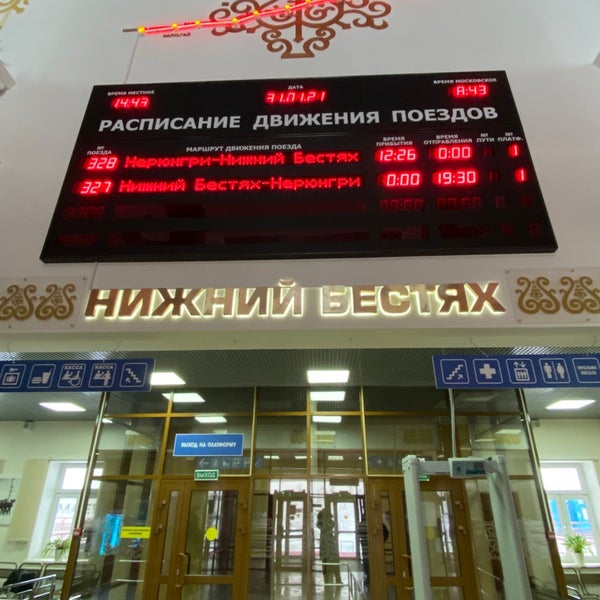 ВРЕМЯ МЕСТНОЕ
14:43
ДАТА
31.01.21
ВРЕМЯ МОСКОВСКОЕ
8:43
РАСПИСАНИЕ ДВИЖЕНИЯ ПОЕЗДОВ
№ ПОЕЗДА МАРШРУТ ДВИЖЕНИЯ ПОЕЗДА ВРЕМЯ ПРИБЫТИЯ ВРЕМЯ ОТПРАВЛЕНИЯ № ПУТИ № ПЛАТФ.
328 Нерюнгри-Нижний Бестях 12:26 0:00 1
327 Нижний Бестях-Нерюнгри 0:00 19:30 1
НИЖНИЙ БЕСТЯХ
КАССА КАССА
ВЫХОД НА ПЛАТФОРМУ
ВЫХОД